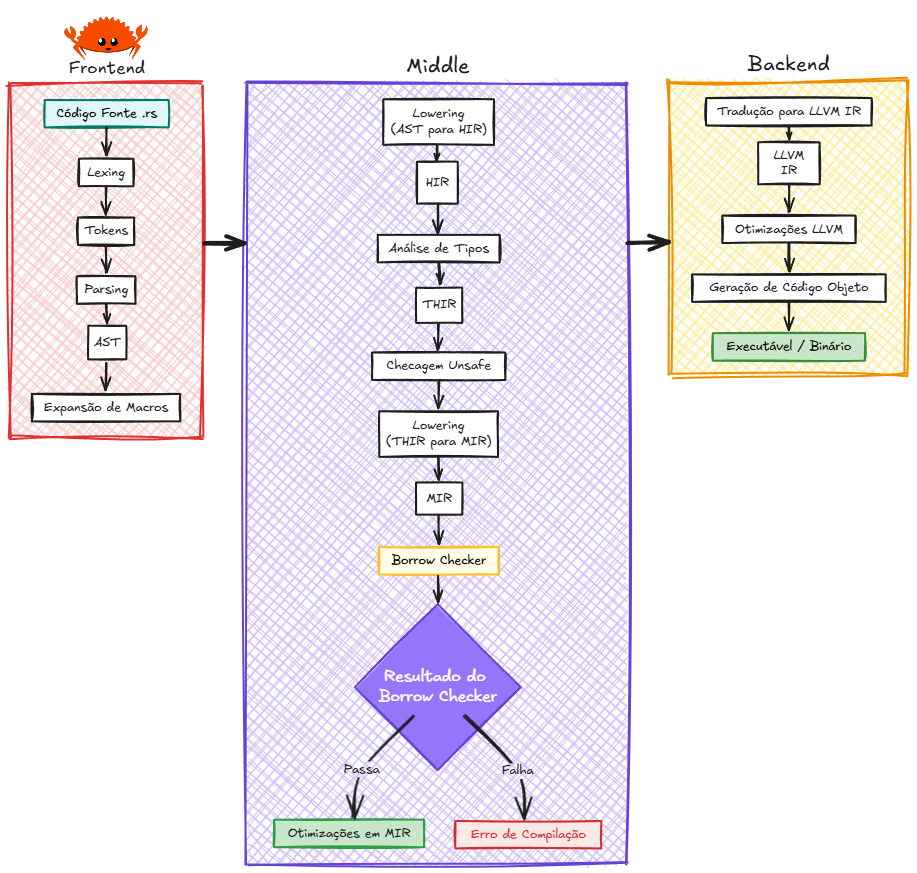 Frontend
Código Fonte .rs
Lexing
Tokens
Parsing
AST
Expansão de Macros
Middle
Lowering
(AST para HIR)
HIR
Análise de Tipos
THIR
Checagem Unsafe
Lowering
(THIR para MIR)
MIR
Borrow Checker
Resultado do
Borrow Checker
Passa
Falha
Otimizações em MIR
Erro de Compilação
Backend
Tradução para LLVM IR
LLVM
IR
Otimizações LLVM
Geração de Código Objeto
Executável / Binário